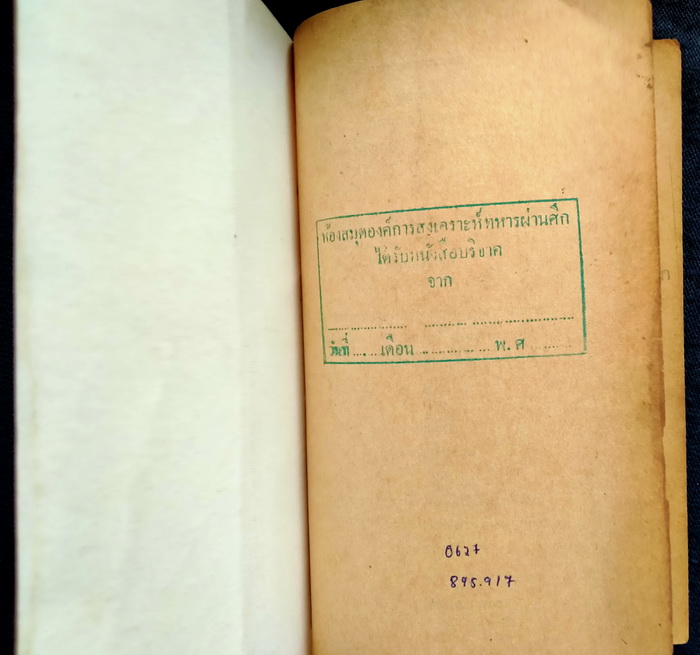 ห้องสมุดองค์การสงเคราะห์ทหารผ่านศึก
ได้รับหนังสือบริจาค
จาก
วันที่ ..... เดือน ................ พ.ศ ..........
0627
895.917